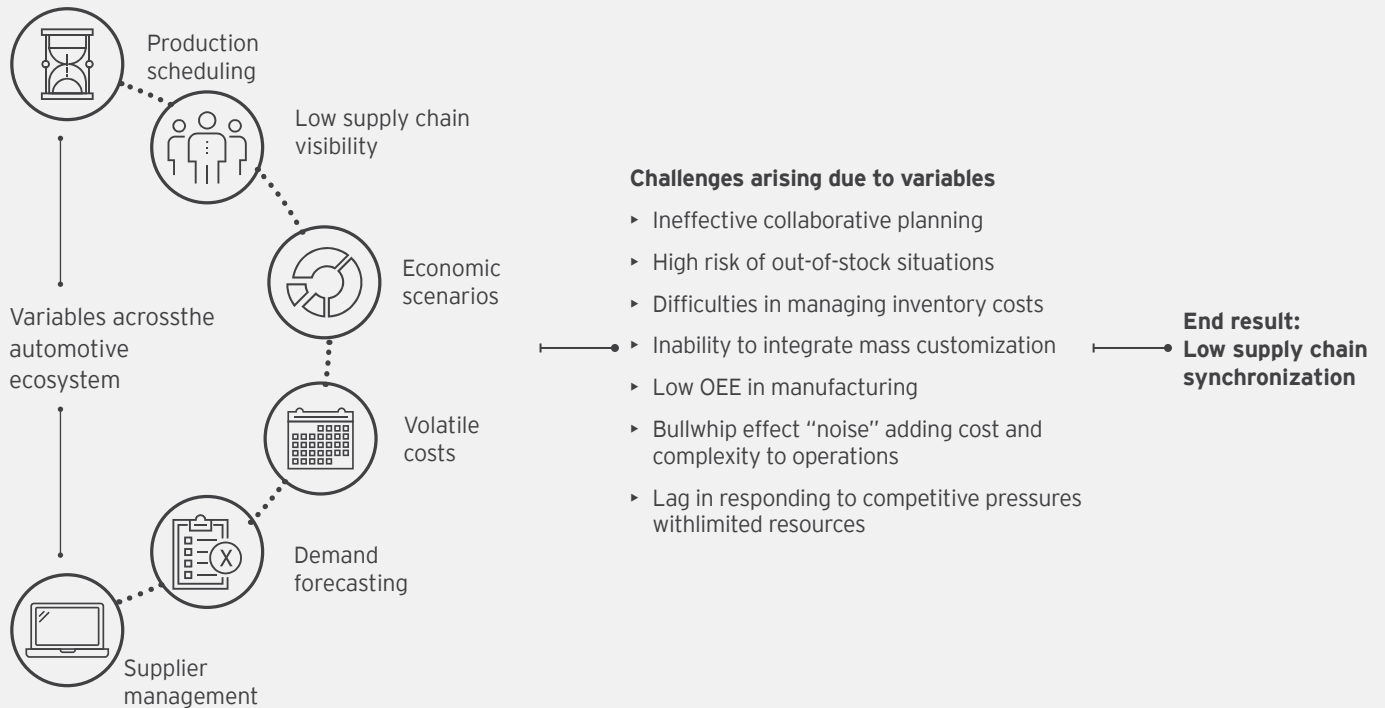 Production
scheduling
Low supply chain
visibility
Economic
scenarios
Volatile
costs
Demand
forecasting
Supplier
management
Variables acrossthe
automotive
ecosystem
Challenges arising due to variables
▸ Ineffective collaborative planning
▸ High risk of out-of-stock situations
▸ Difficulties in managing inventory costs
▸ Inability to integrate mass customization
▸ Low OEE in manufacturing
▸ Bullwhip effect “noise” adding cost and
complexity to operations
▸ Lag in responding to competitive pressures
withlimited resources
End result:
Low supply chain
synchronization
X